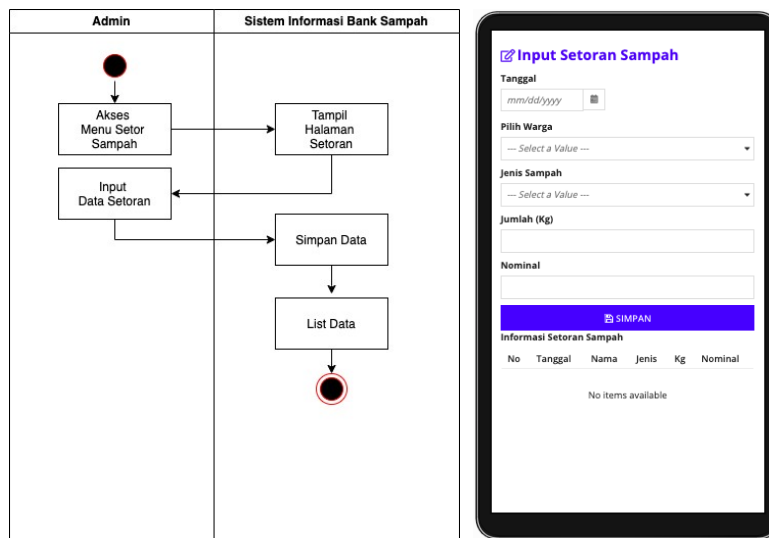 Admin
Sistem Informasi Bank Sampah
Akses
Menu Setor
Sampah
Tampil
Halaman
Setoran
Input
Data Setoran
Simpan Data
List Data
Input Setoran Sampah
Tanggal
mm/dd/yyyy
Pilih Warga
--- Select a Value ---
Jenis Sampah
--- Select a Value ---
Jumlah (Kg)
Nominal
SIMPAN
Informasi Setoran Sampah
No Tanggal Nama Jenis Kg Nominal
No items available